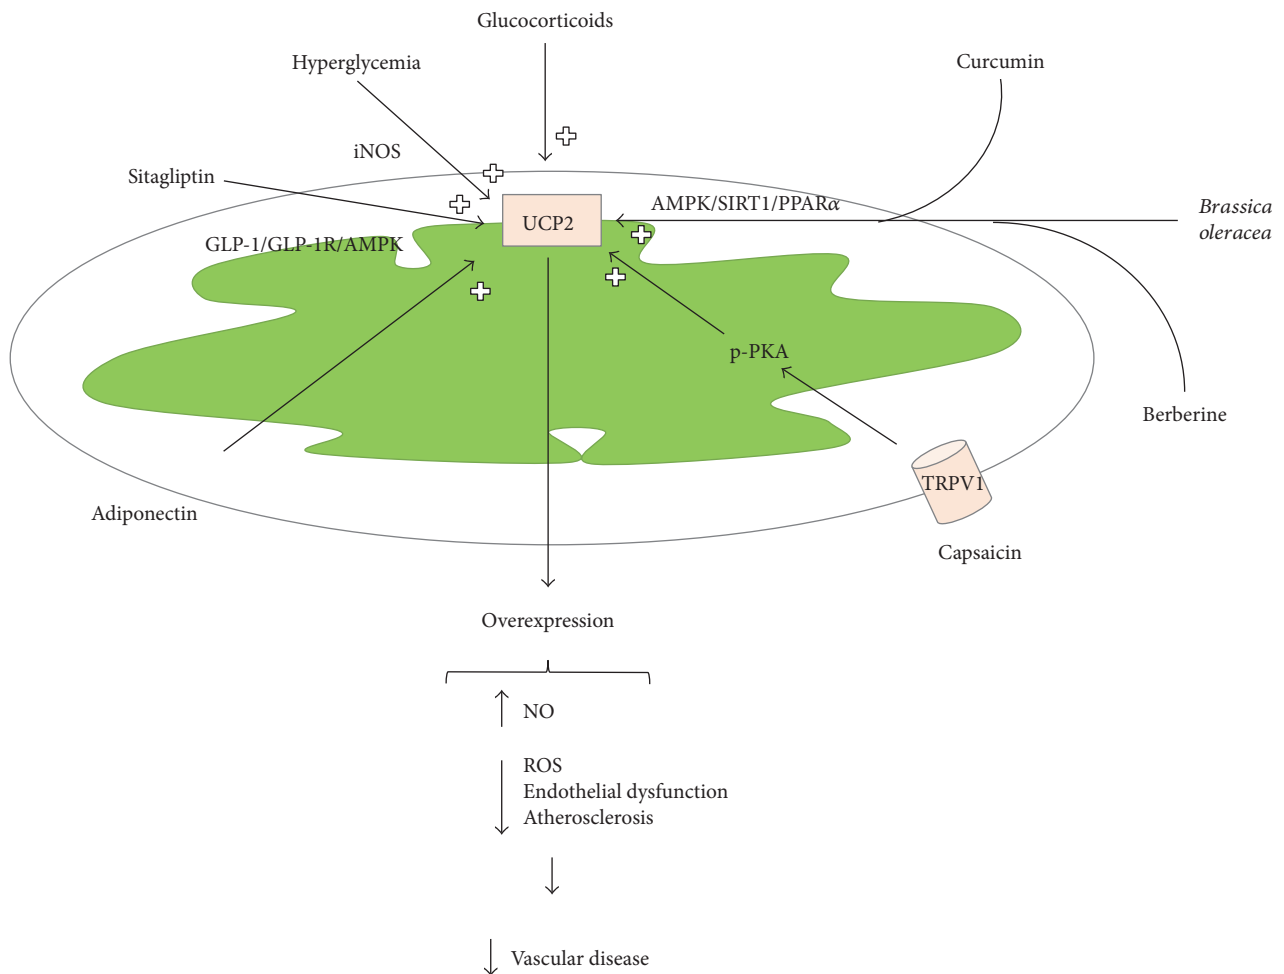 Glucocorticoids
Hyperglycemia
Curcumin
iNOS
Sitagliptin
AMPK/SIRT1/PPARα
Brassica
oleracea
UCP2
GLP-1/GLP-1R/AMPK
p-PKA
Berberine
TRPV1
Adiponectin
Capsaicin
Overexpression
NO
ROS
Endothelial dysfunction
Atherosclerosis
Vascular disease